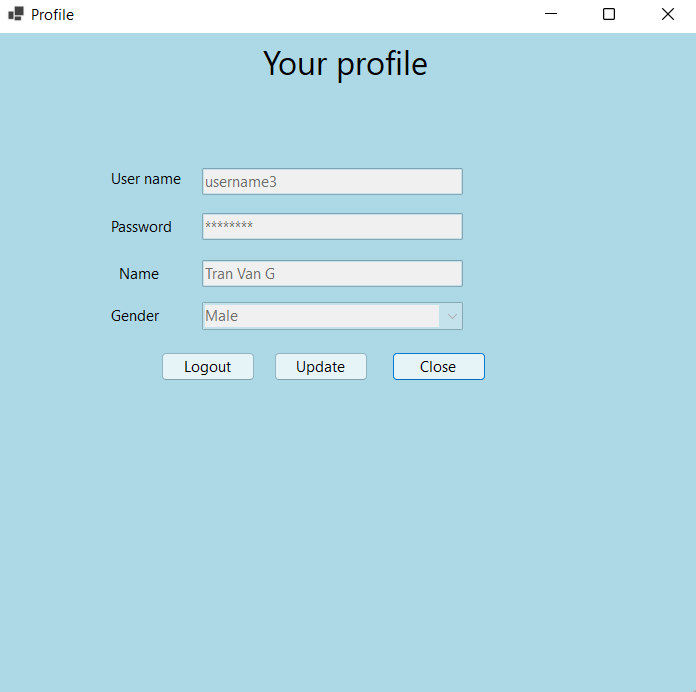 Profile
Your profile
User name username3
Password ********
Name Tran Van G
Gender Male
Logout Update Close